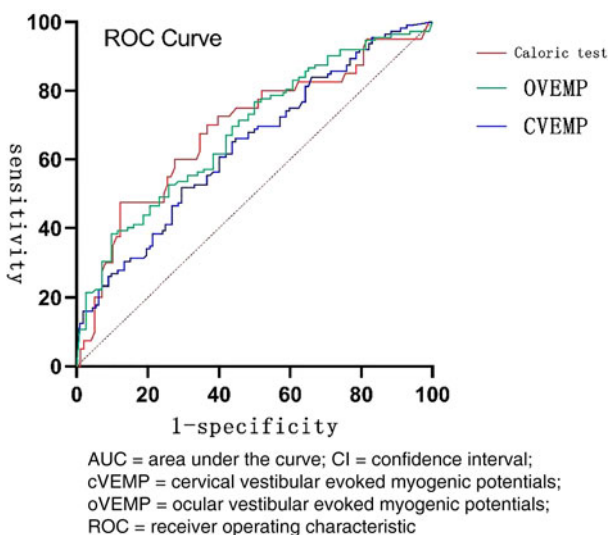 ROC Curve
100
80
60
40
20
0
sensitivity
0 20 40 60 80 100
1-specificity
Caloric test
OVEMP
CVEMP
AUC = area under the curve; CI = confidence interval;
cVEMP = cervical vestibular evoked myogenic potentials;
oVEMP = ocular vestibular evoked myogenic potentials;
ROC = receiver operating characteristic